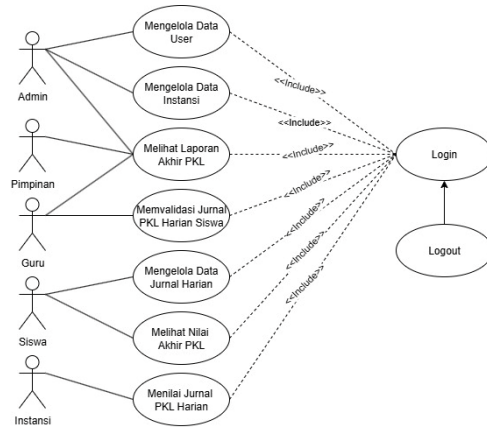 Mengelola Data
User
Admin
Mengelola Data
Instansi
<<Include>>
<<Include>>
Pimpinan
Melihat Laporan
Akhir PKL
<<Include>>
Login
Guru
Memvalidasi Jurnal
PKL Harian Siswa
<<Include>>
Logout
Siswa
Mengelola Data
Jurnal Harian
<<Include>>
Melihat Nilai
Akhir PKL
<<Include>>
Instansi
Menilai Jurnal
PKL Harian
<<Include>>